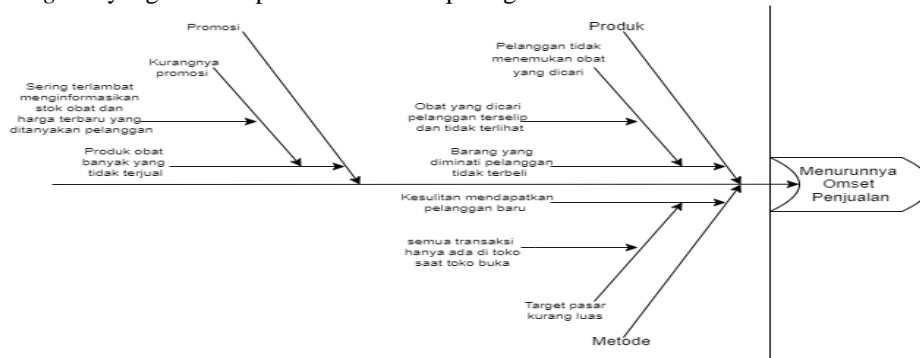 Promosi
Produk
Kurangnya
promosi
Pelanggan tidak
menemukan obat
yang dicari
Sering terlambat
menginformasikan
stok obat dan
harga terbaru yang
ditanyakan pelanggan
Obat yang dicari
pelanggan terselip
dan tidak terlihat
Produk obat
banyak yang
tidak terjual
Barang yang
diminati pelanggan
tidak terbeli
Menurunnya
Omset
Penjualan
Kesulitan mendapatkan
pelanggan baru
semua transaksi
hanya ada di toko
saat toko buka
Target pasar
kurang luas
Metode